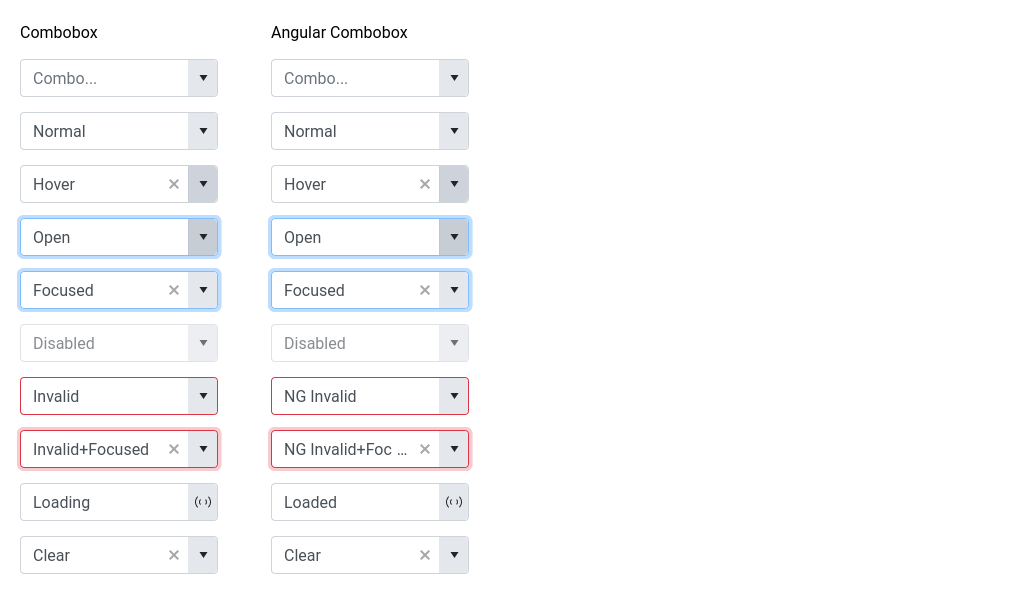 Combobox
Angular Combobox
Combo...
Combo...
Normal
Normal
Hover
Hover
Open
Open
Focused
Focused
Disabled
Disabled
Invalid
NG Invalid
Invalid+Focused
NG Invalid+Foc ...
Loading
Loaded
Clear
Clear